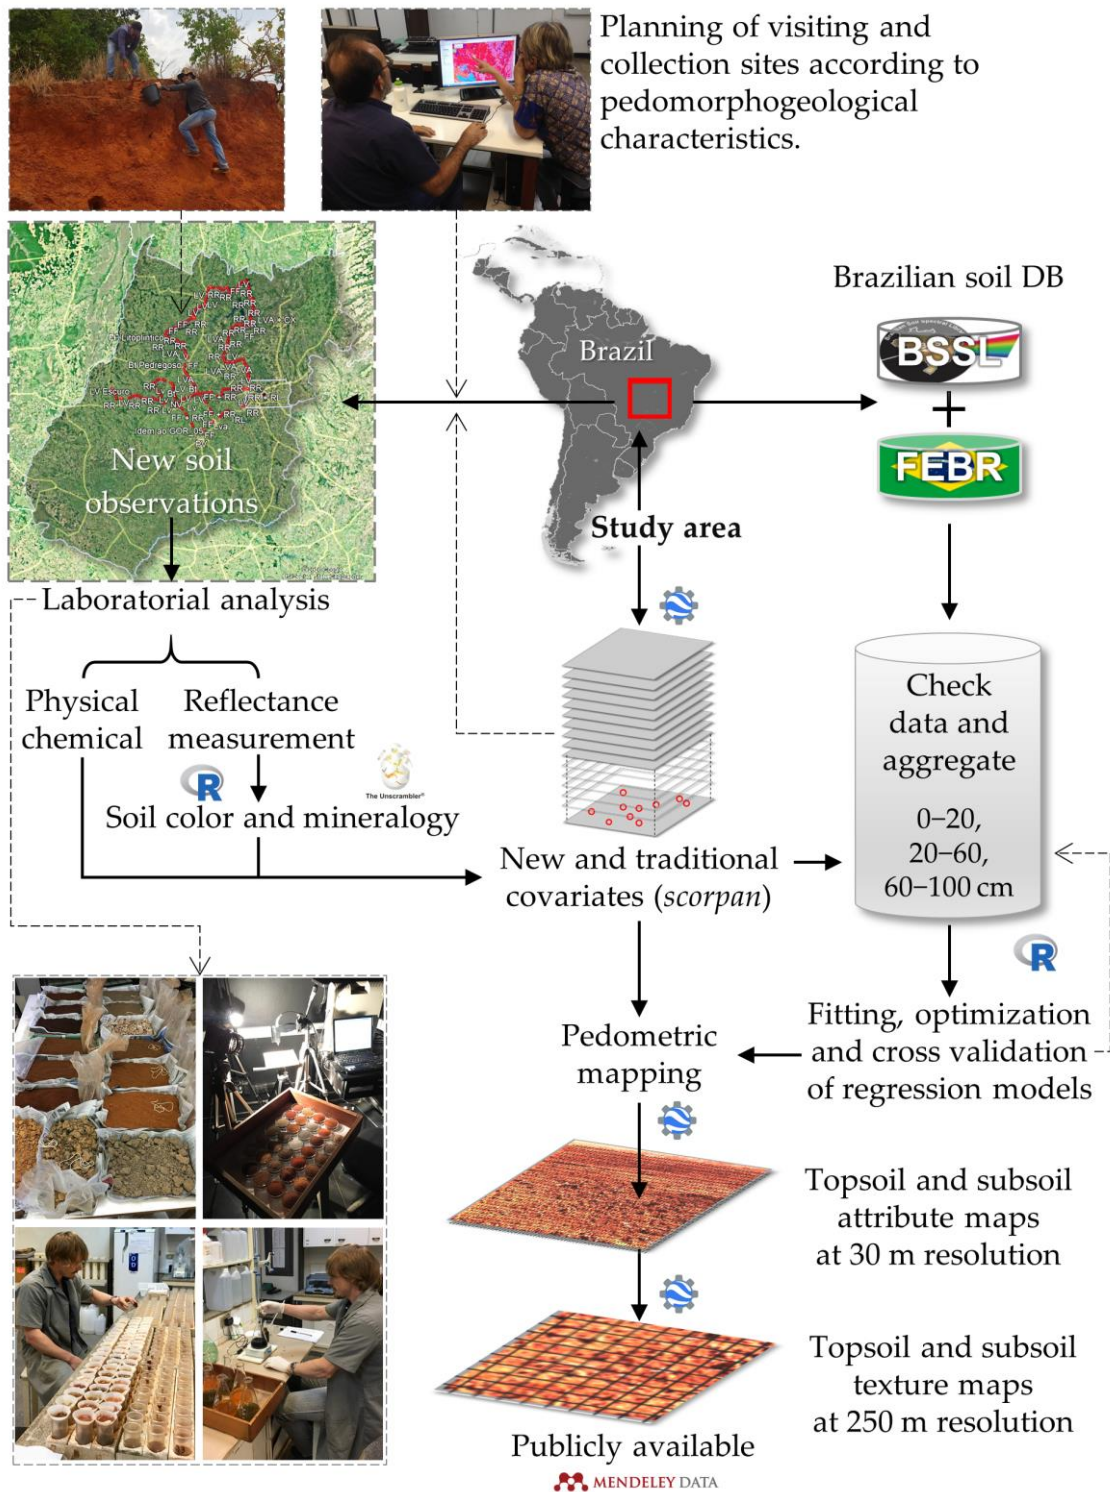 Planning of visiting and
collection sites according to
pedomorphogeological
characteristics.
Brazilian soil DB
BSSL
+
FEBR
Brazil
Study area
New soil
observations
Laboratorial analysis
Physical
chemical
Reflectance
measurement
R
The Unscrambler®
Soil color and mineralogy
New and traditional
covariates (scorpan)
Check
data and
aggregate
0−20,
20−60,
60−100 cm
R
Fitting, optimization
and cross validation
of regression models
Pedometric
mapping
Topsoil and subsoil
attribute maps
at 30 m resolution
Topsoil and subsoil
texture maps
at 250 m resolution
Publicly available
MENDELEY DATA